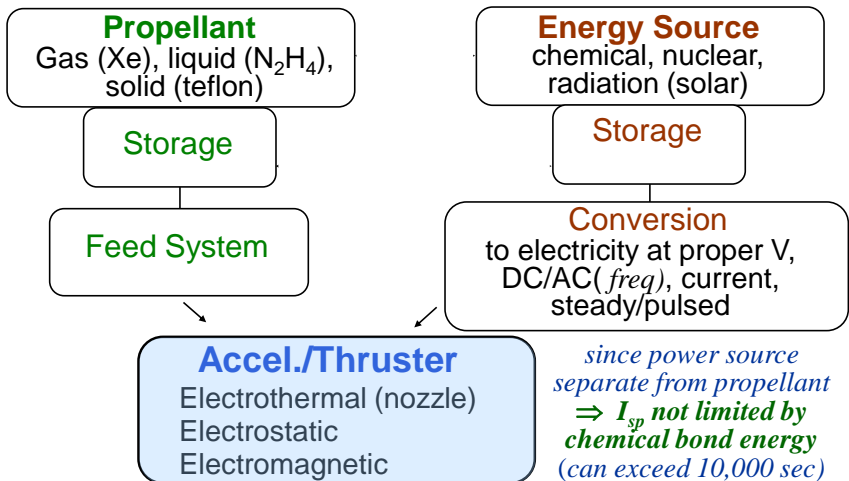 Propellant
Gas (Xe), liquid (N₂H₄),
solid (teflon)
Storage
Feed System
Energy Source
chemical, nuclear,
radiation (solar)
Storage
Conversion
to electricity at proper V,
DC/AC( freq), current,
steady/pulsed
Accel./Thruster
Electrothermal (nozzle)
Electrostatic
Electromagnetic
since power source
separate from propellant
⇒ Iₛₚ not limited by
chemical bond energy
(can exceed 10,000 sec)